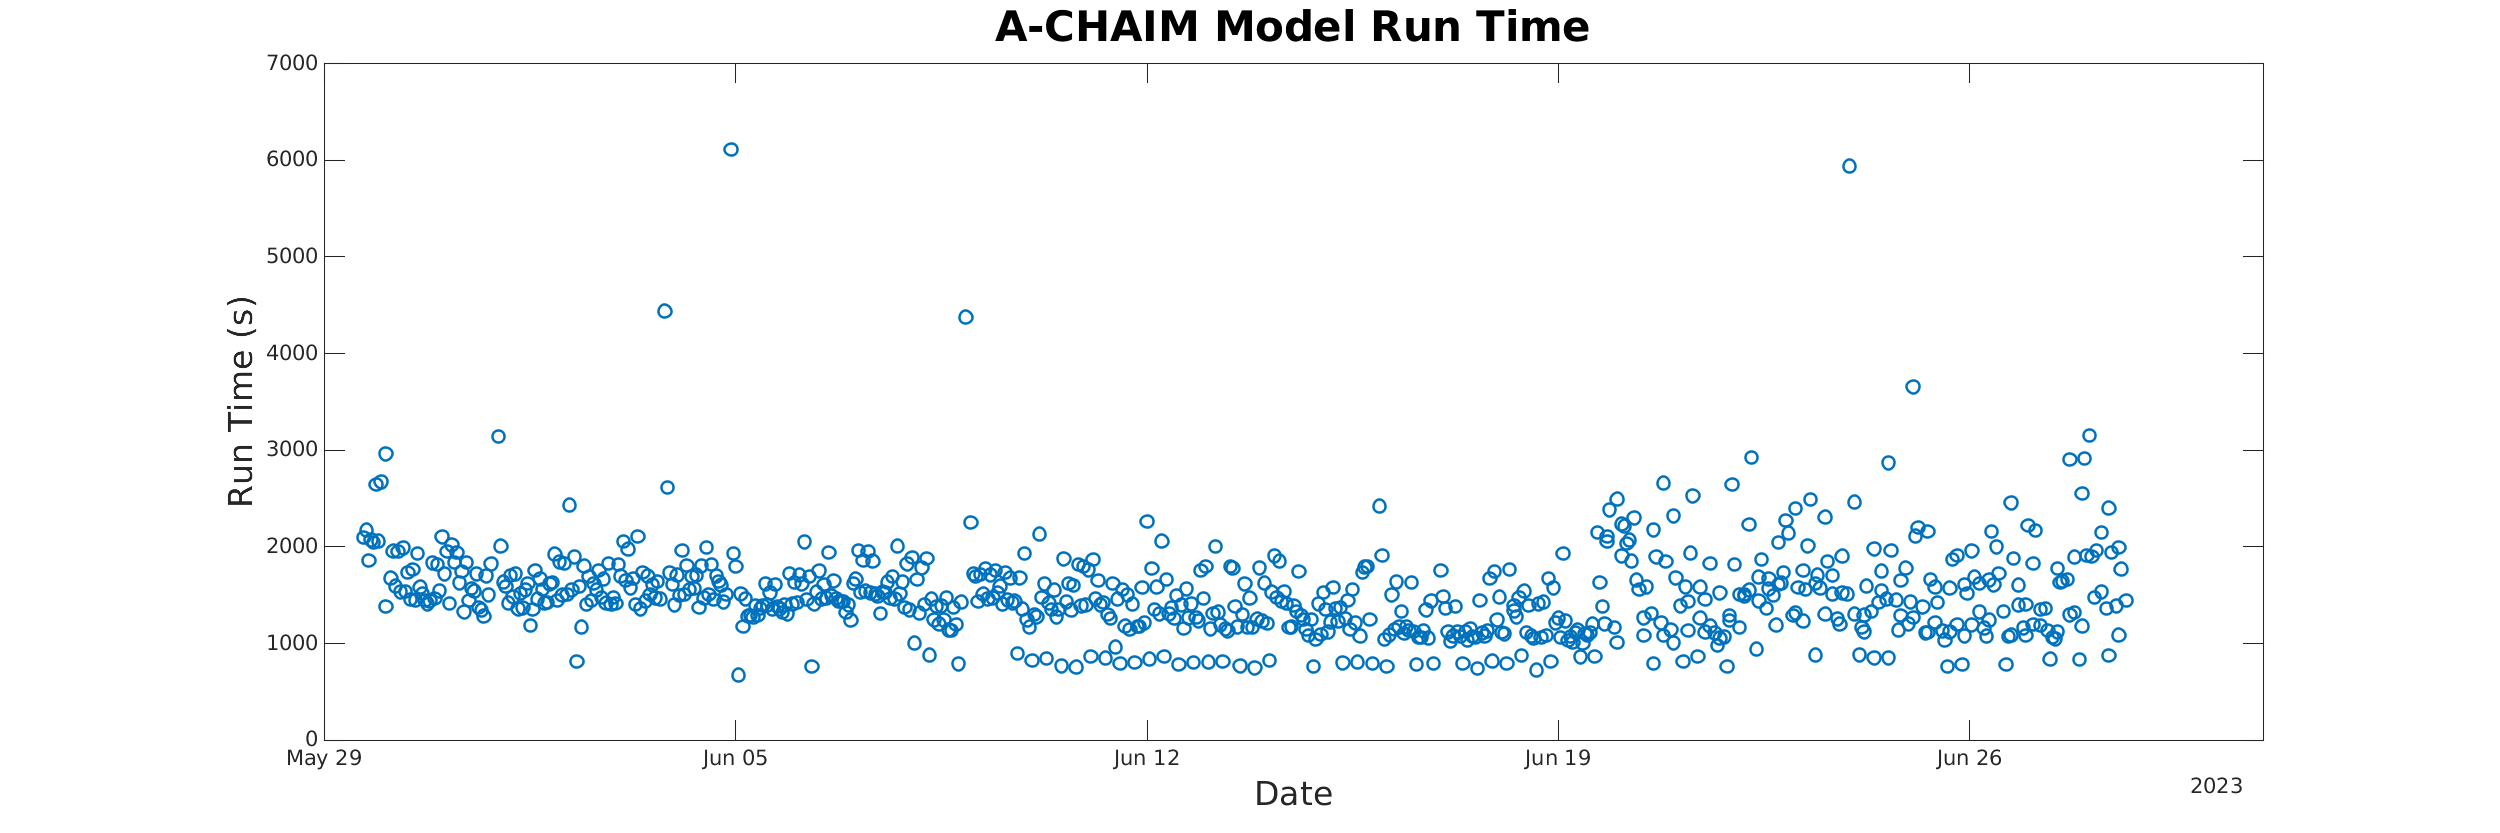 A-CHAIM Model Run Time
7000
6000
5000
4000
3000
2000
1000
0
Run Time (s)
May 29 Jun 05 Jun 12 Jun 19 Jun 26
Date
2023